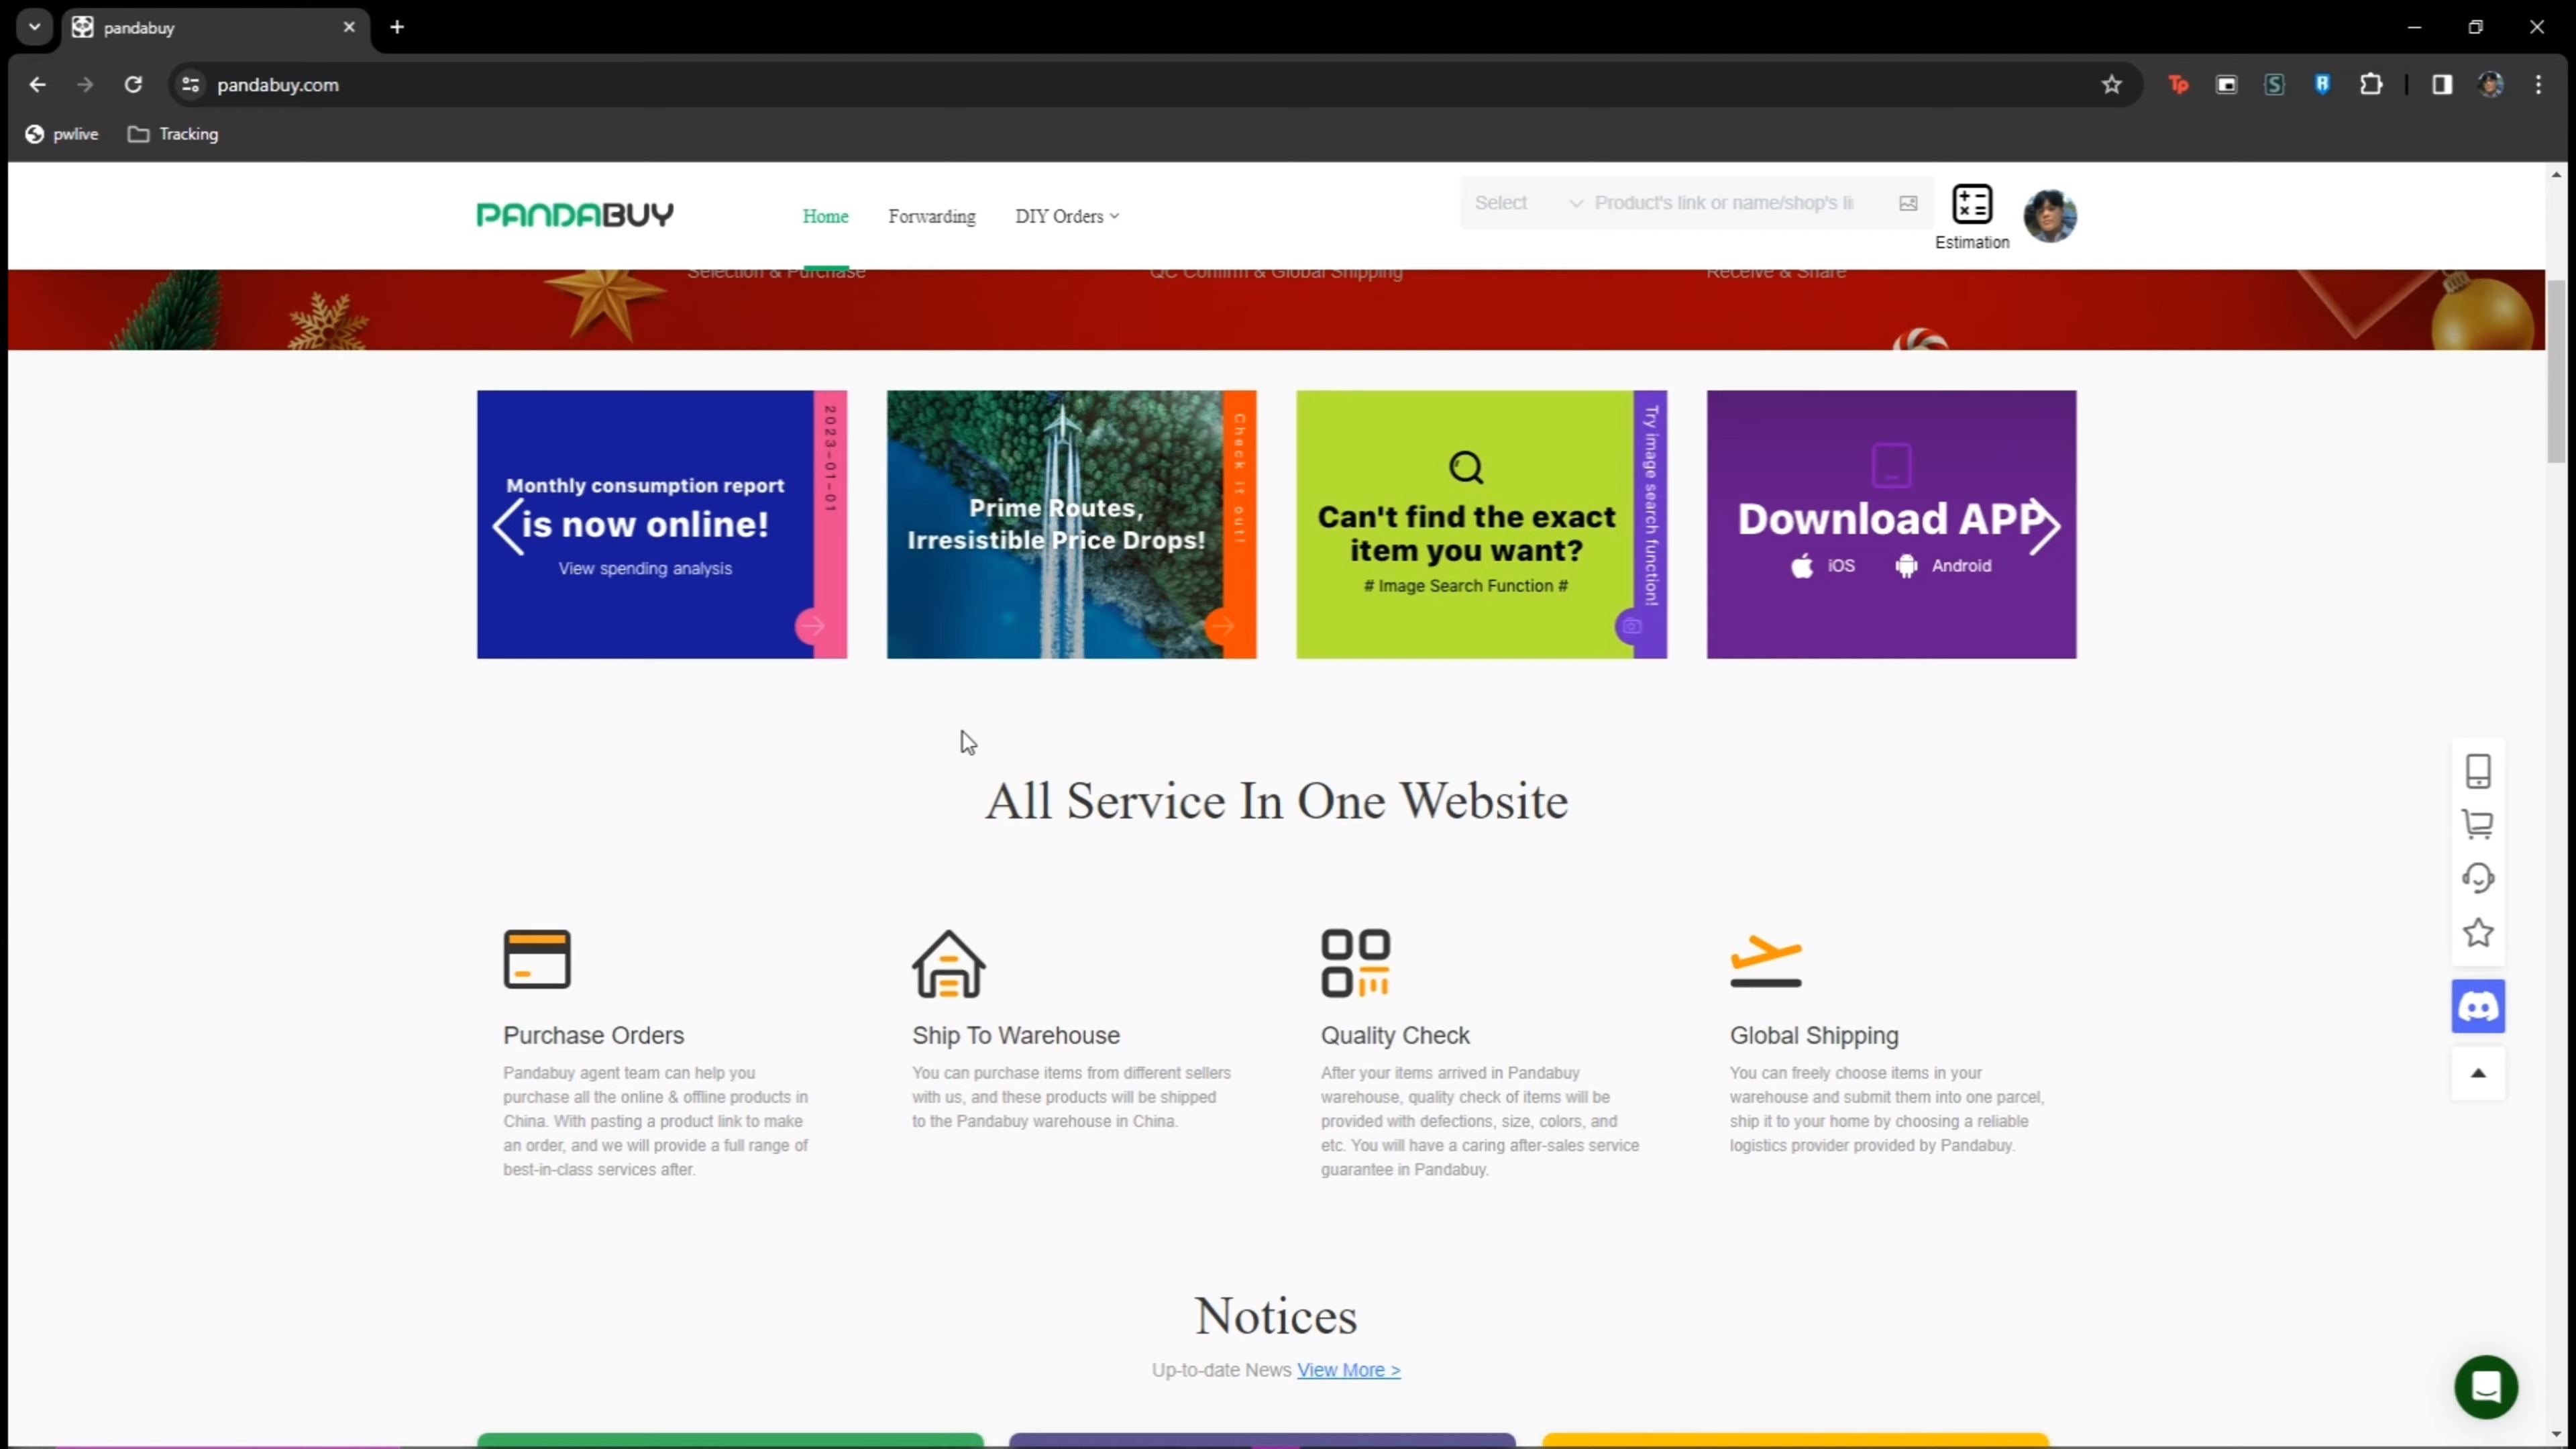 pandabuy
pandabuy.com
pwlive
Tracking
PANDABUY
Home
Forwarding
DIY Orders
Select
Product's link or name/shop's li
Estimation
Selection & Purchase
QC Confirm & Global Shipping
Receive & Share
Monthly consumption report
is now online!
View spending analysis
2023-01-01
Prime Routes,
Irresistible Price Drops!
Check it out!
Can't find the exact
item you want?
# Image Search Function #
Try image search function!
Download APP
iOS
Android
All Service In One Website
Purchase Orders
Pandabuy agent team can help you
purchase all the online & offline products in
China. With pasting a product link to make
an order, and we will provide a full range of
best-in-class services after.
Ship To Warehouse
You can purchase items from different sellers
with us, and these products will be shipped
to the Pandabuy warehouse in China.
Quality Check
After your items arrived in Pandabuy
warehouse, quality check of items will be
provided with defections, size, colors, and
etc. You will have a caring after-sales service
guarantee in Pandabuy.
Global Shipping
You can freely choose items in your
warehouse and submit them into one parcel,
ship it to your home by choosing a reliable
logistics provider provided by Pandabuy.
Notices
Up-to-date News View More >